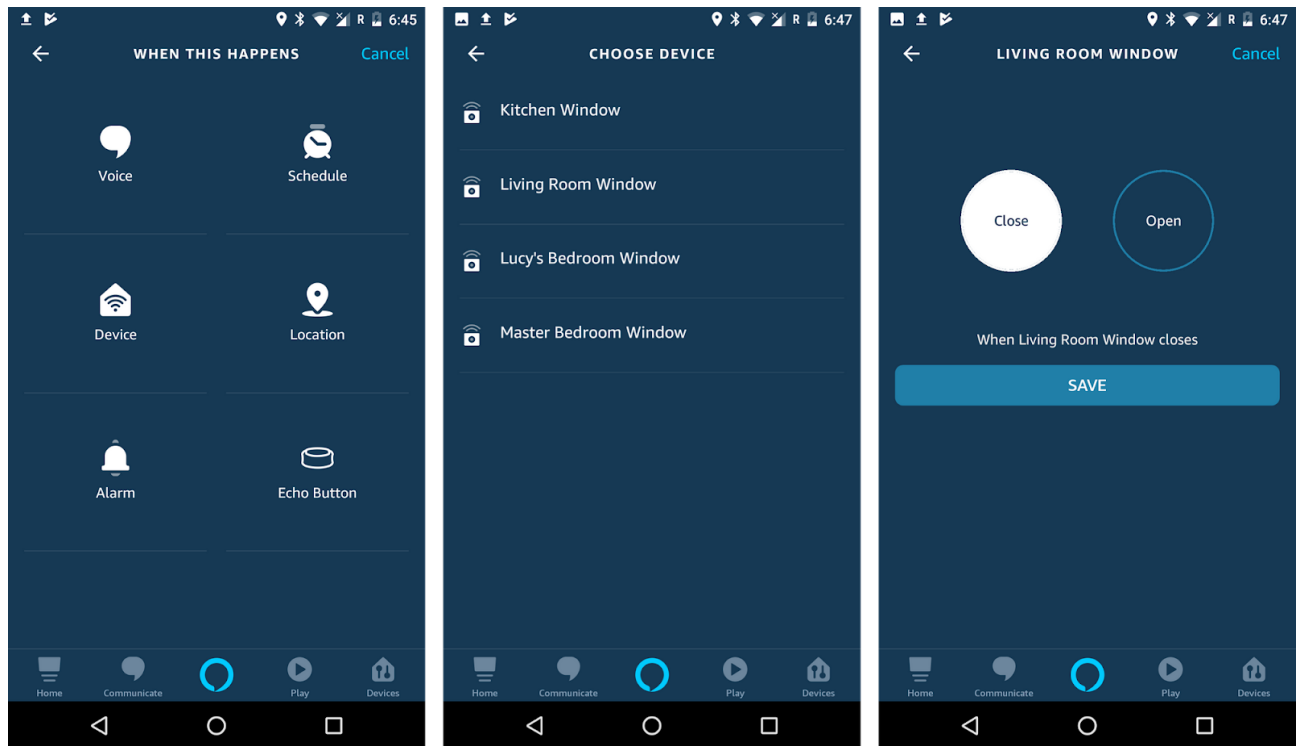 R 6:45
WHEN THIS HAPPENS Cancel
Voice Schedule
Device Location
Alarm Echo Button
Home Communicate Play Devices
R 6:47
CHOOSE DEVICE
Kitchen Window
Living Room Window
Lucy's Bedroom Window
Master Bedroom Window
Home Communicate Play Devices
R 6:47
LIVING ROOM WINDOW Cancel
Close Open
When Living Room Window closes
SAVE
Home Communicate Play Devices